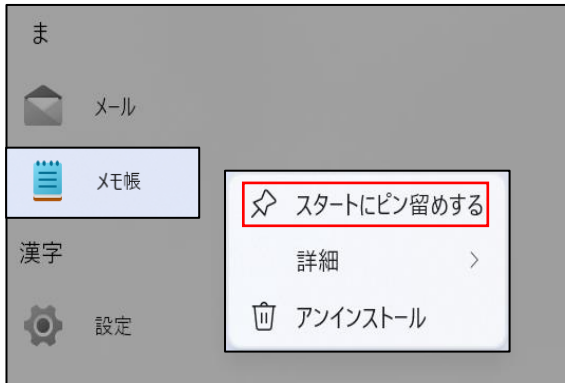 ま
メール
メモ帳
スタートにピン留めする
漢字
詳細
設定
アンインストール